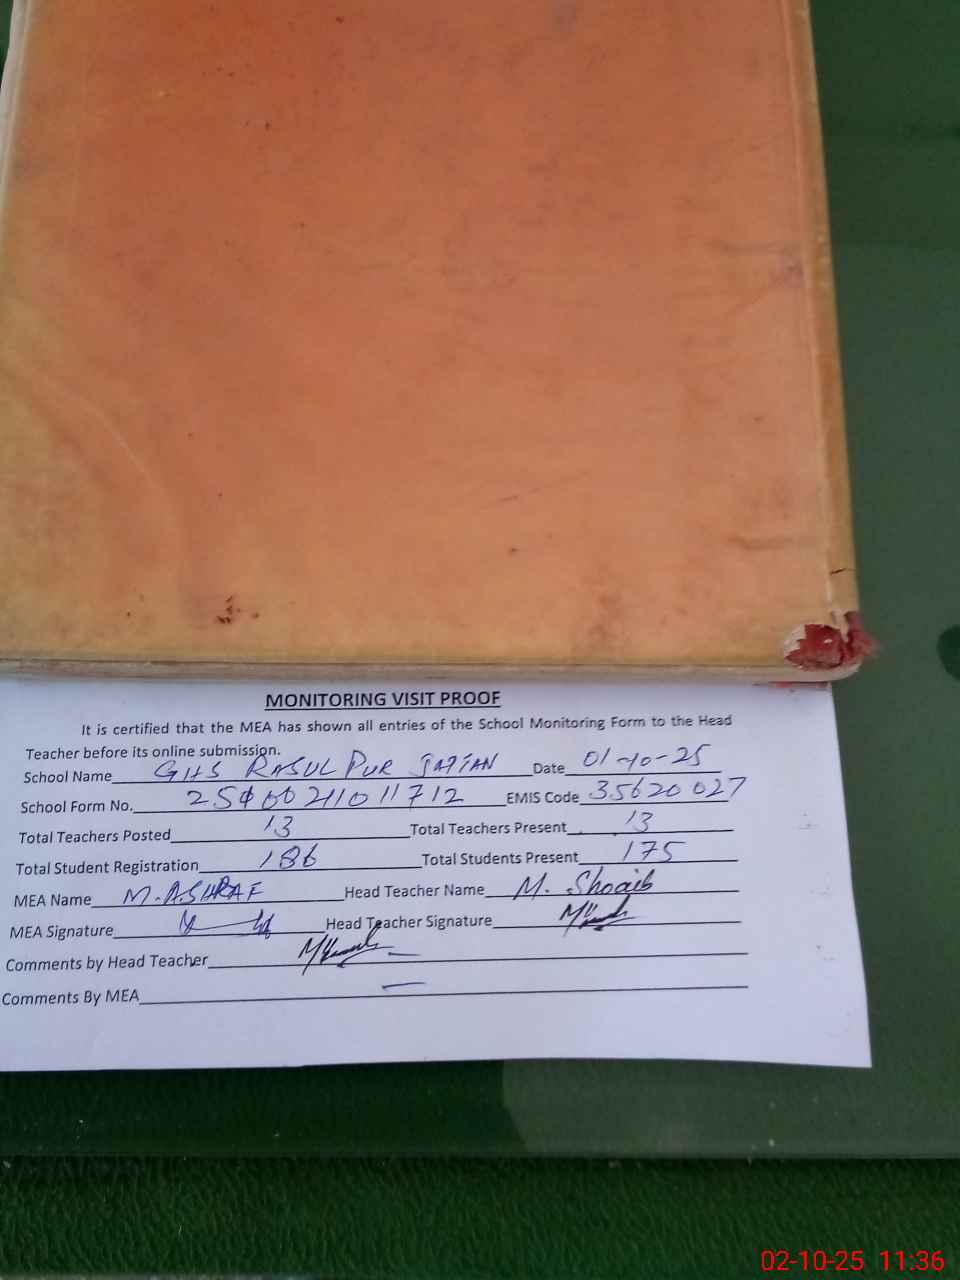 MONITORING VISIT PROOF
It is certified that the MEA has shown all entries of the School Monitoring Form to the Head
Teacher before its online submission.
School Name GHS RASUL PUR JATTAN Date 01-10-25
School Form No. EMIS Code 35620027
Total Teachers Posted 13 Total Teachers Present 13
Total Student Registration 186 Total Students Present 175
MEA Name M. ASHRAF Head Teacher Name M. Shoaib
MEA Signature Head Teacher Signature
Comments by Head Teacher
Comments By MEA
02-10-25 11:36